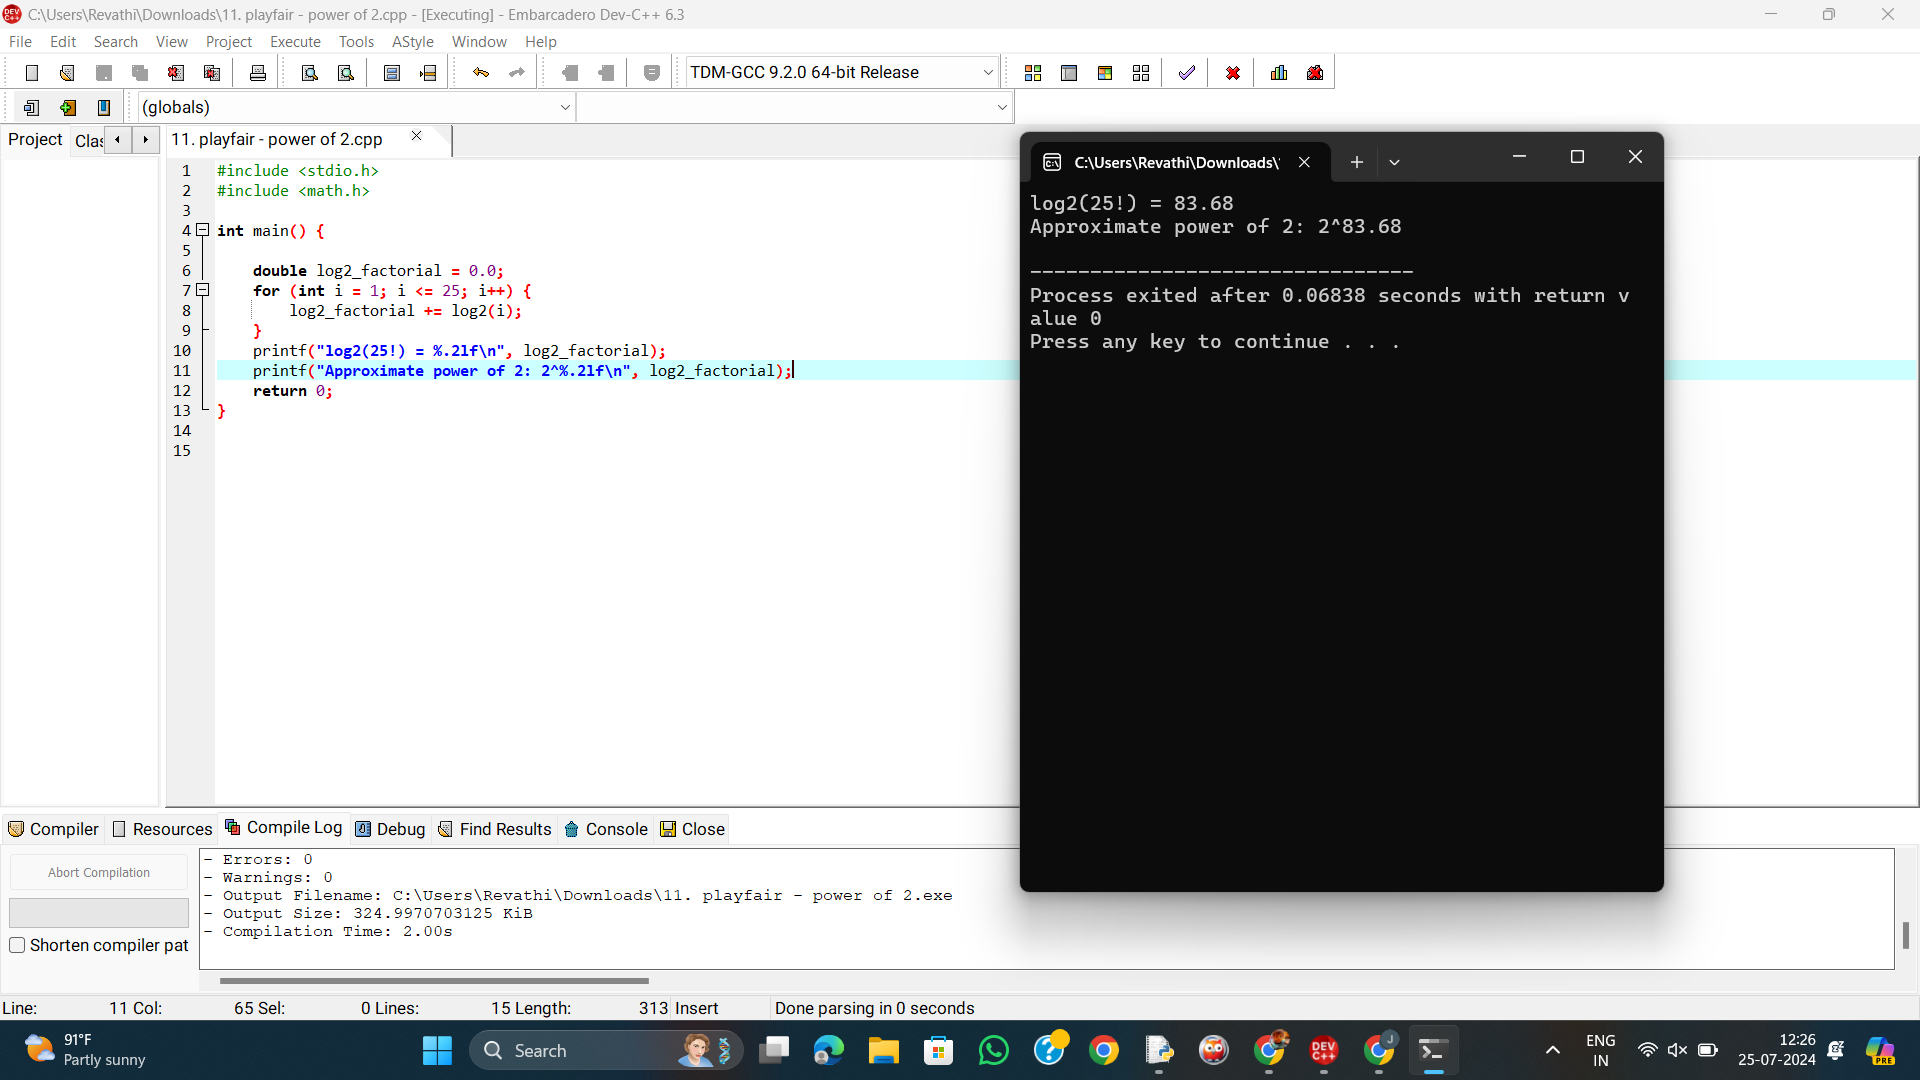 C:\Users\Revathi\Downloads\11. playfair - power of 2.cpp - [Executing] - Embarcadero Dev-C++ 6.3
File Edit Search View Project Execute Tools AStyle Window Help
TDM-GCC 9.2.0 64-bit Release
(globals)
Project Clas 11. playfair - power of 2.cpp
1 #include <stdio.h>
2 #include <math.h>
3
4 int main() {
5
6 double log2_factorial = 0.0;
7 for (int i = 1; i <= 25; i++) {
8 log2_factorial += log2(i);
9 }
10 printf("log2(25!) = %.2lf\n", log2_factorial);
11 printf("Approximate power of 2: 2^%.2lf\n", log2_factorial);
12 return 0;
13 }
14
15
C:\Users\Revathi\Downloads\
log2(25!) = 83.68
Approximate power of 2: 2^83.68
--------------------------------
Process exited after 0.06838 seconds with return v
alue 0
Press any key to continue . . .
Compiler Resources Compile Log Debug Find Results Console Close
Abort Compilation
Shorten compiler pat
- Errors: 0
- Warnings: 0
- Output Filename: C:\Users\Revathi\Downloads\11. playfair - power of 2.exe
- Output Size: 324.9970703125 KiB
- Compilation Time: 2.00s
Line: 11 Col: 65 Sel: 0 Lines: 15 Length: 313 Insert Done parsing in 0 seconds
91°F
Partly sunny
Search
DEV
C++
J
ENG
IN
12:26
25-07-2024
PRE